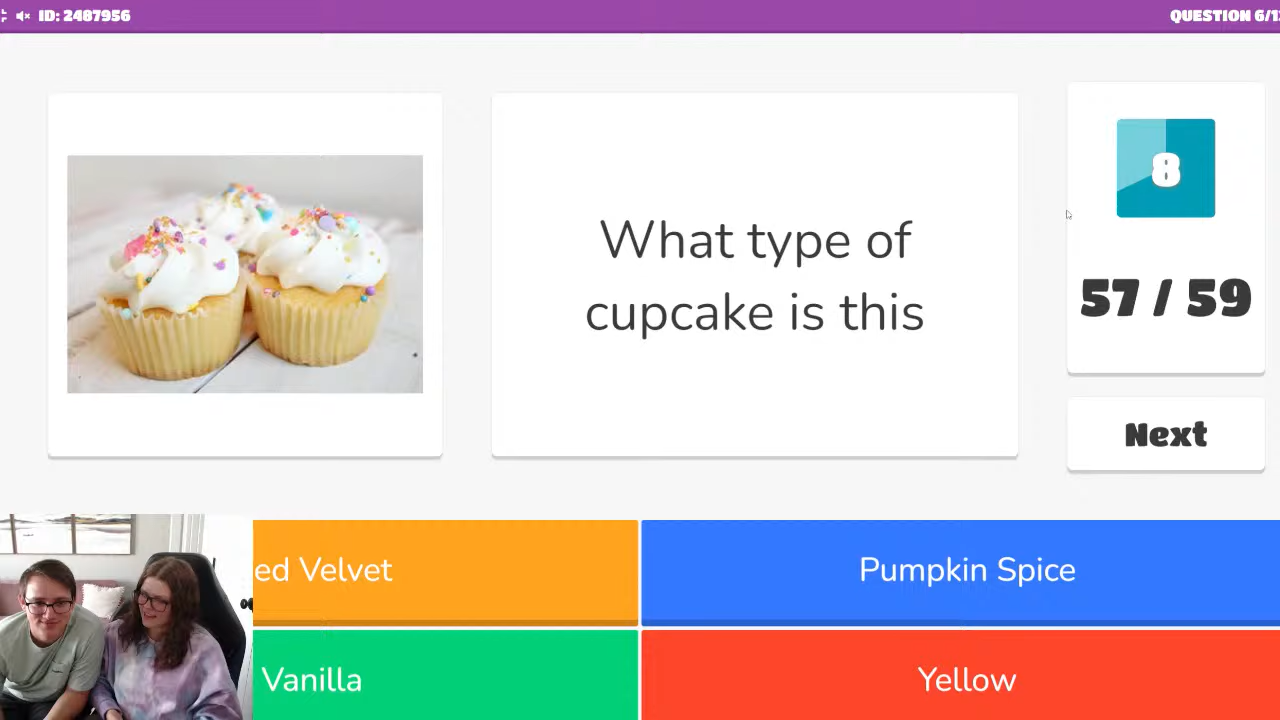 ID: 2487956
QUESTION 6/1
What type of
cupcake is this
8
57 / 59
Next
ed Velvet
Pumpkin Spice
Vanilla
Yellow